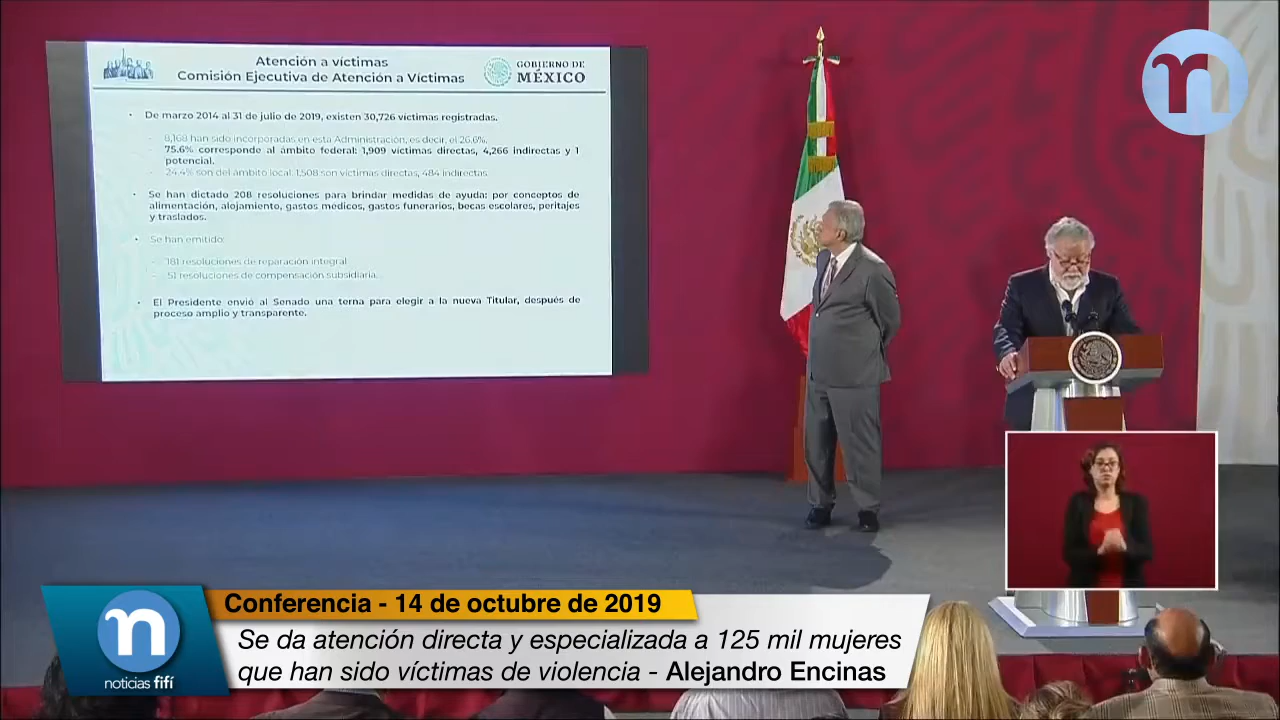 Atención a víctimas
Comisión Ejecutiva de Atención a Víctimas
GOBIERNO DE
MÉXICO
• De marzo 2014 al 31 de julio de 2019, existen 30,726 víctimas registradas.
- 8,168 han sido incorporadas en esta Administración, es decir, el 26.6%.
- 75.6% corresponde al ámbito federal: 1,909 víctimas directas, 4,266 indirectas y 1
potencial.
- 24.4% son del ámbito local: 1,508 son víctimas directas, 484 indirectas.
• Se han dictado 208 resoluciones para brindar medidas de ayuda: por conceptos de
alimentación, alojamiento, gastos médicos, gastos funerarios, becas escolares, peritajes
y traslados.
• Se han emitido:
- 181 resoluciones de reparación integral
- 51 resoluciones de compensación subsidiaria.
• El Presidente envió al Senado una terna para elegir a la nueva Titular, después de
proceso amplio y transparente.
n
n
noticias fifí
Conferencia - 14 de octubre de 2019
Se da atención directa y especializada a 125 mil mujeres
que han sido víctimas de violencia - Alejandro Encinas